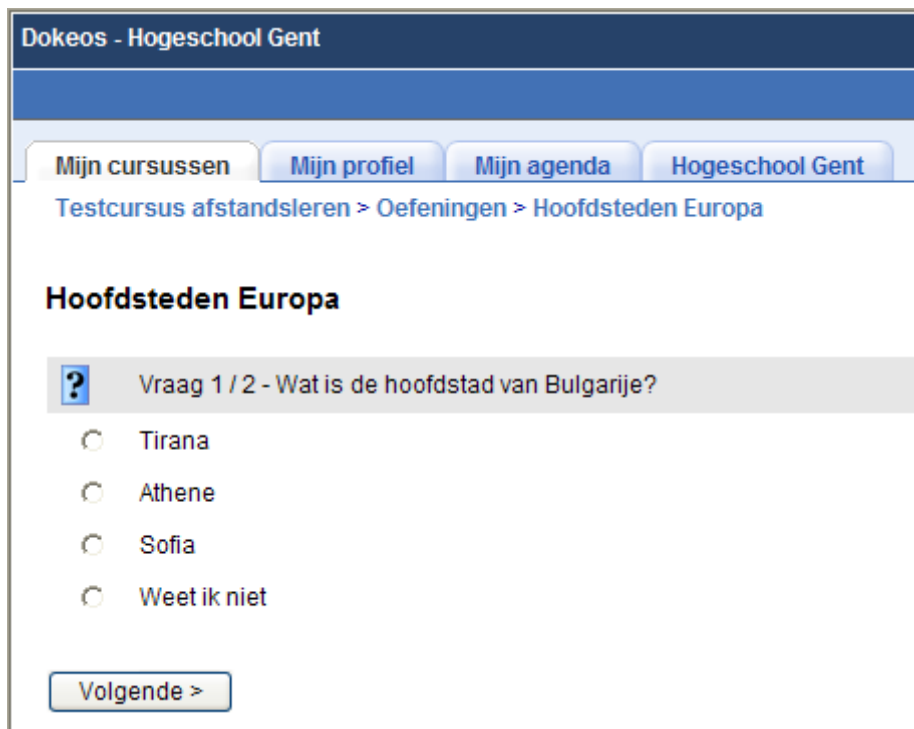 Dokeos - Hogeschool Gent
Mijn cursussen Mijn profiel Mijn agenda Hogeschool Gent
Testcursus afstandsleren > Oefeningen > Hoofdsteden Europa
Hoofdsteden Europa
? Vraag 1 / 2 - Wat is de hoofdstad van Bulgarije?
Tirana
Athene
Sofia
Weet ik niet
Volgende >